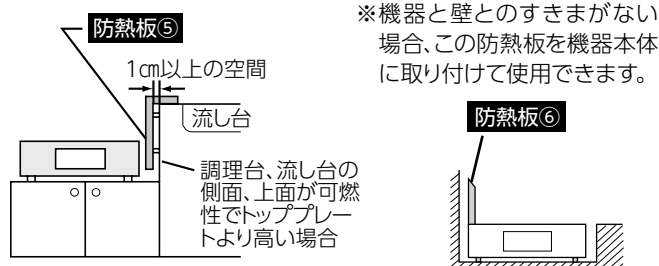 防熱板⑤
1㎝以上の空間
流し台
調理台、流し台の
側面、上面が可燃
性でトッププレー
トより高い場合
※機器と壁とのすきまがない
場合、この防熱板を機器本体
に取り付けて使用できます。
防熱板⑥